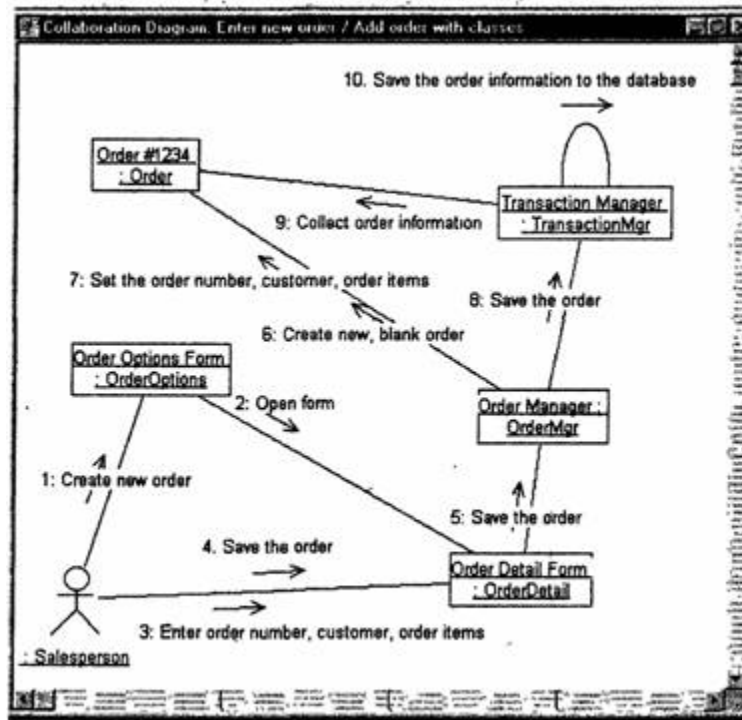 Collaboration Diagram: Enter new order / Add order with classes
10. Save the order information to the database
Order #1234
: Order
Transaction Manager
: TransactionMgr
9: Collect order information
7: Set the order number, customer, order items
8: Save the order
6: Create new, blank order
Order Options Form
: OrderOptions
2: Open form
Order Manager :
OrderMgr
1: Create new order
5: Save the order
4. Save the order
Order Detail Form
: OrderDetail
3: Enter order number, customer, order items
: Salesperson